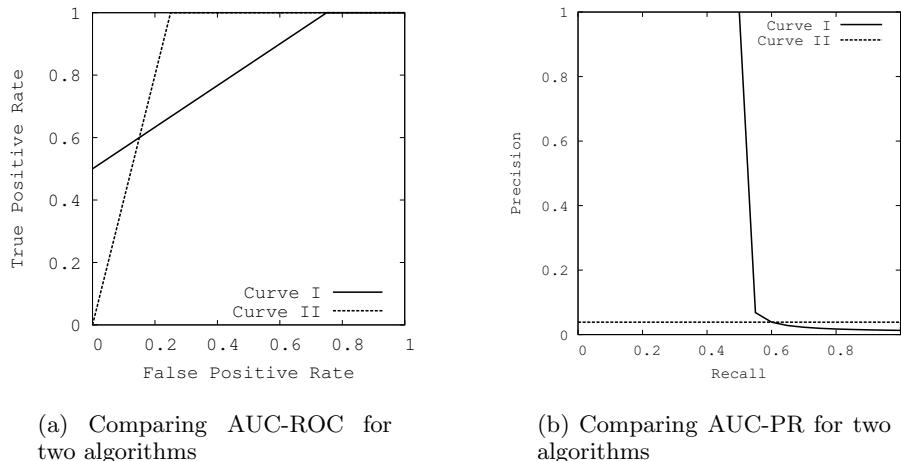 1
0.8
0.6
0.4
0.2
0
0 0.2 0.4 0.6 0.8 1
True Positive Rate
False Positive Rate
Curve I
Curve II
(a) Comparing AUC-ROC for
two algorithms
1
0.8
0.6
0.4
0.2
0
0 0.2 0.4 0.6 0.8
Precision
Recall
Curve I
Curve II
(b) Comparing AUC-PR for two
algorithms